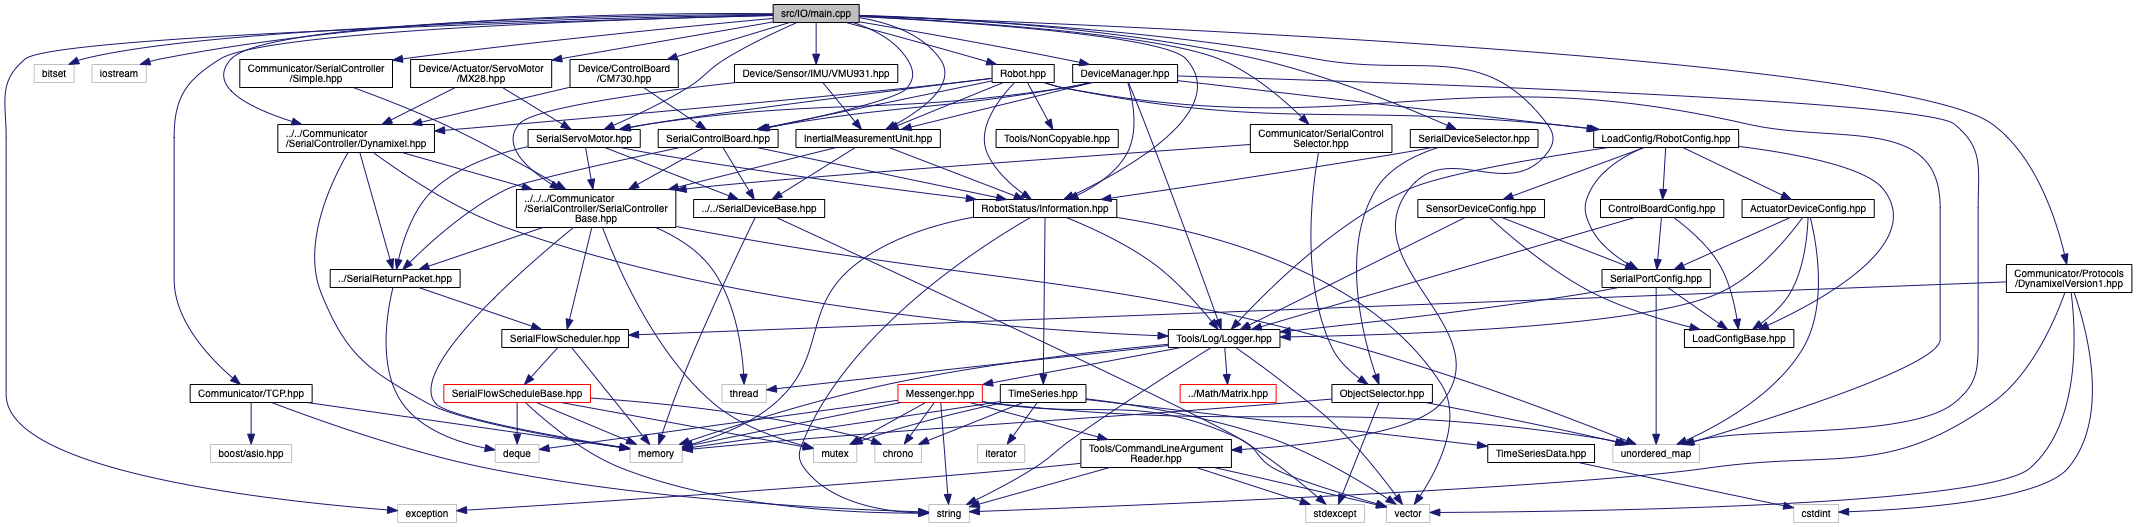 src/IO/main.cpp
bitset
iostream
Communicator/SerialController
/Simple.hpp
Device/Actuator/ServoMotor
/MX28.hpp
Device/ControlBoard
/CM730.hpp
Device/Sensor/IMU/VMU931.hpp
Robot.hpp
DeviceManager.hpp
../../Communicator
/SerialController/Dynamixel.hpp
SerialServoMotor.hpp
SerialControlBoard.hpp
InertialMeasurementUnit.hpp
Tools/NonCopyable.hpp
Communicator/SerialControl
Selector.hpp
SerialDeviceSelector.hpp
LoadConfig/RobotConfig.hpp
../../../Communicator
/SerialController/SerialController
Base.hpp
../../SerialDeviceBase.hpp
RobotStatus/Information.hpp
SensorDeviceConfig.hpp
ControlBoardConfig.hpp
ActuatorDeviceConfig.hpp
../SerialReturnPacket.hpp
SerialPortConfig.hpp
Communicator/Protocols
/DynamixelVersion1.hpp
SerialFlowScheduler.hpp
Tools/Log/Logger.hpp
LoadConfigBase.hpp
Communicator/TCP.hpp
SerialFlowScheduleBase.hpp
thread
Messenger.hpp
TimeSeries.hpp
../Math/Matrix.hpp
ObjectSelector.hpp
boost/asio.hpp
deque
memory
mutex
chrono
iterator
Tools/CommandLineArgument
Reader.hpp
TimeSeriesData.hpp
unordered_map
exception
string
stdexcept
vector
cstdint